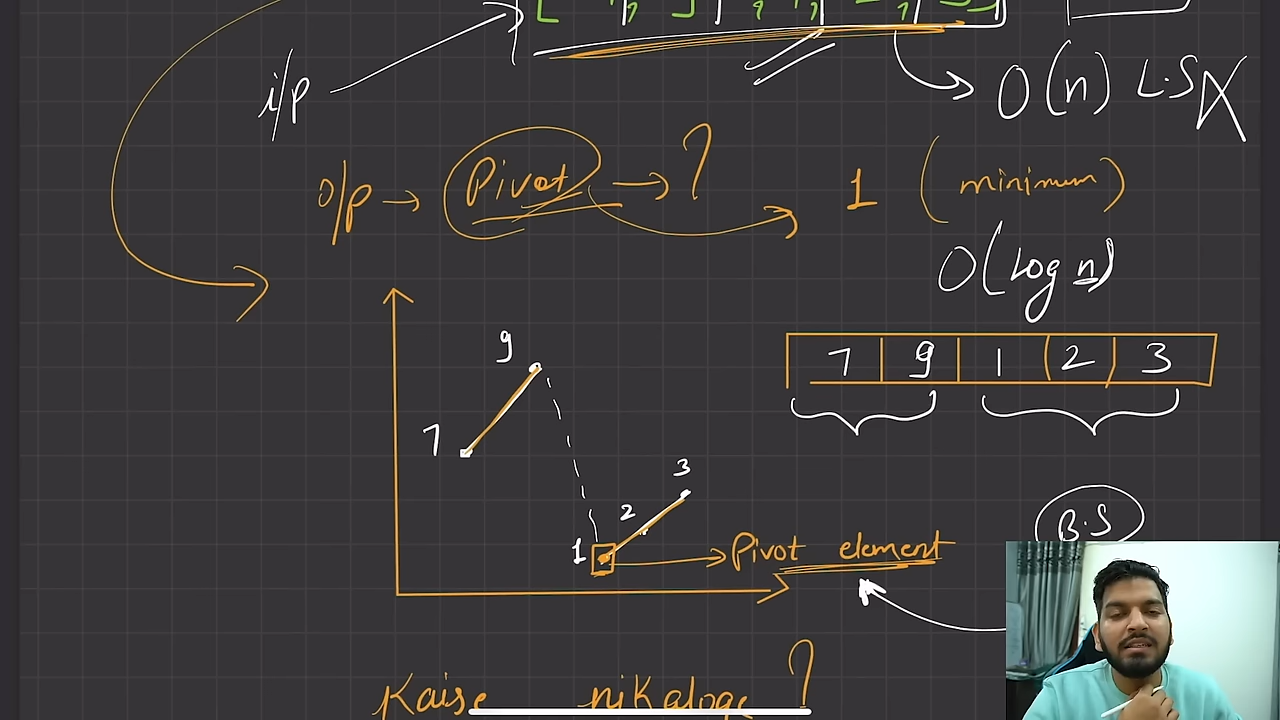 i/p
O(n) L.S X
o/p → Pivot → ? 1 (minimum)
O(log n)
9
7 9 1 2 3
7
3
2
B.S
1
Pivot element
Kaise nikaloge ?